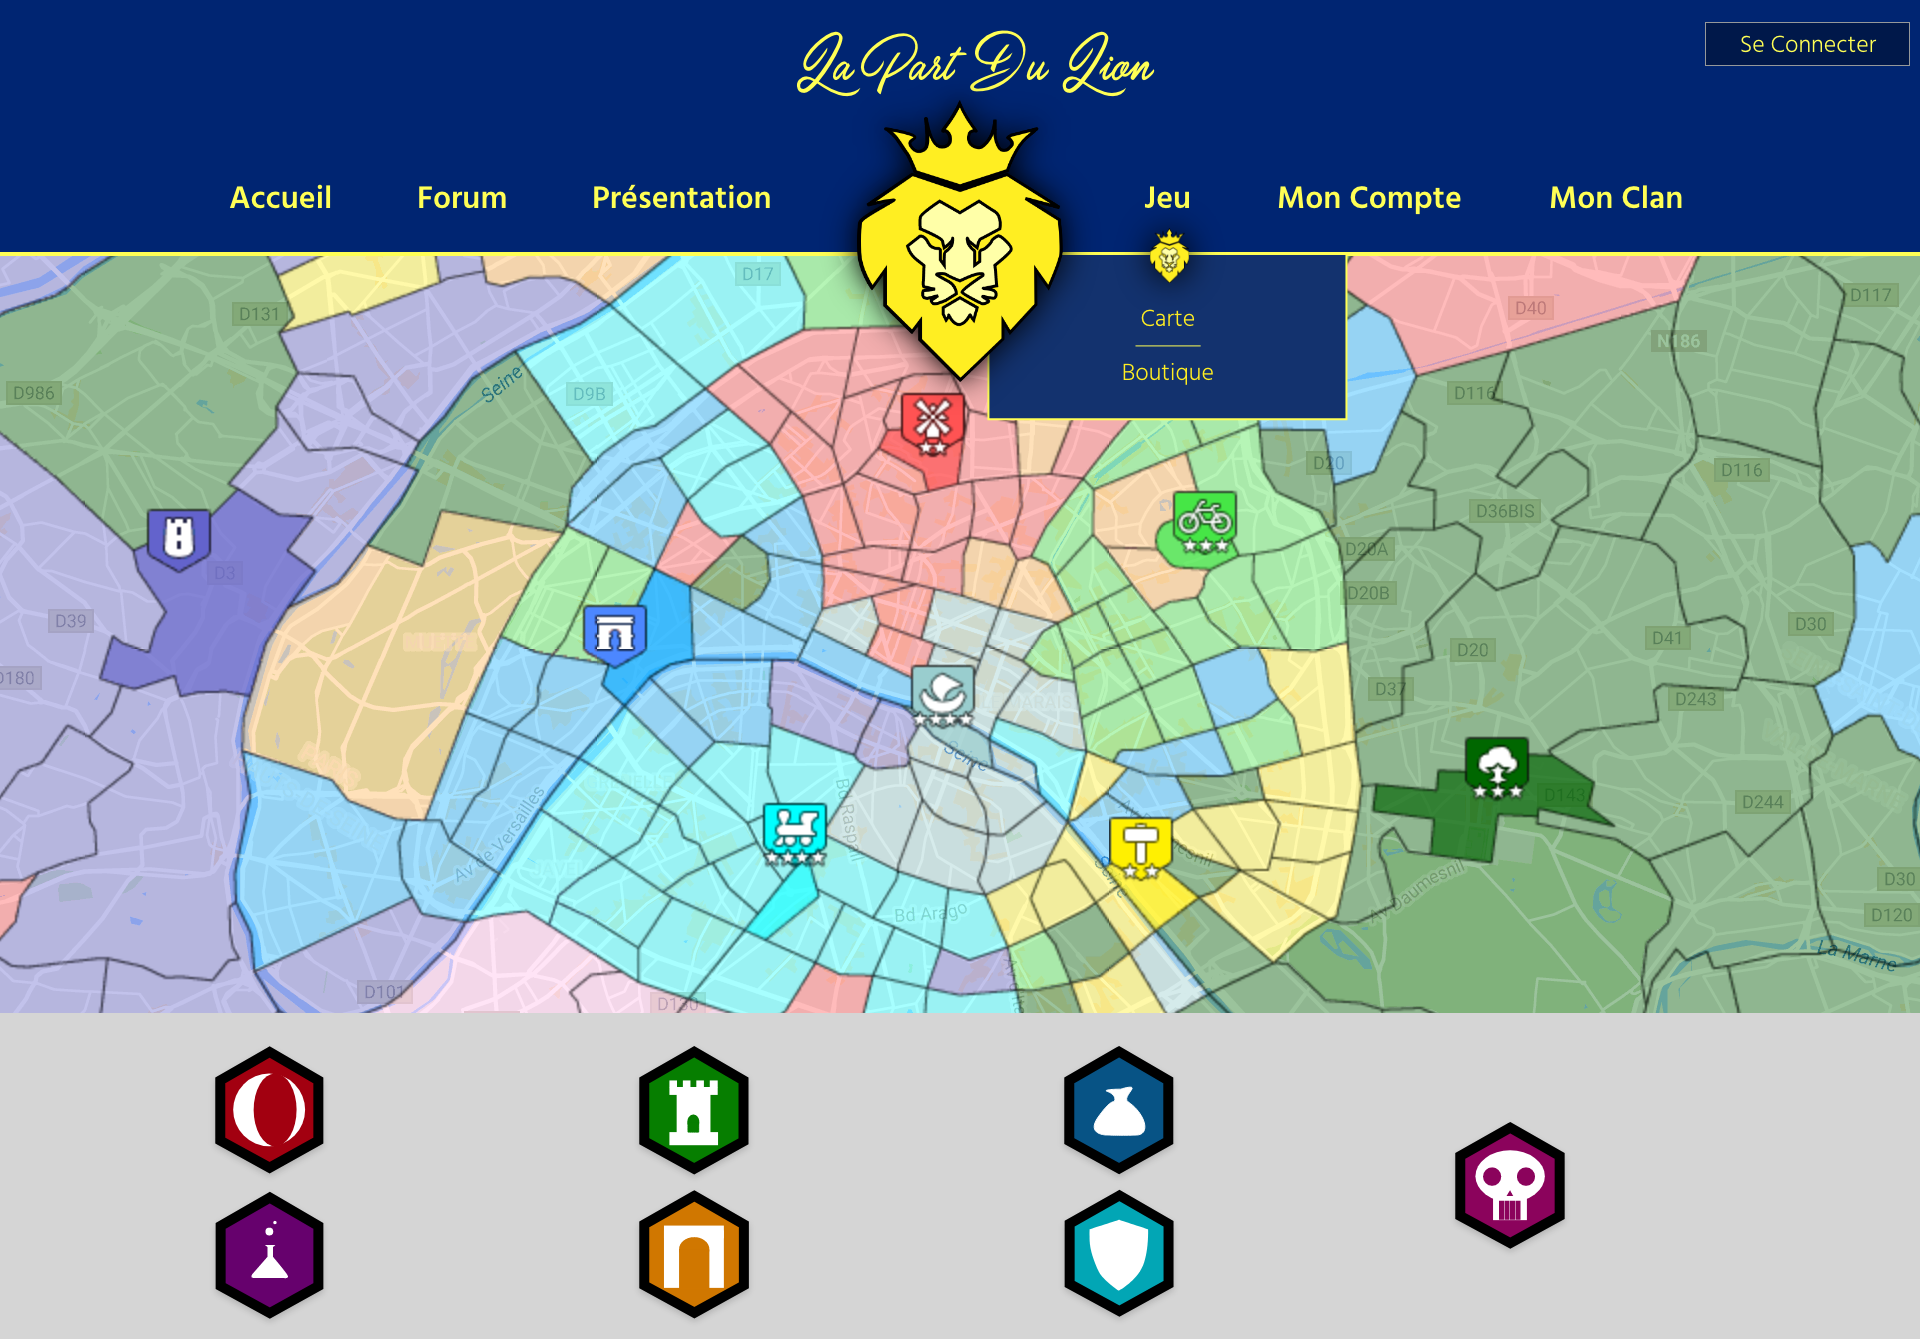 La Part Du Lion
Se Connecter
Accueil
Forum
Présentation
Jeu
Mon Compte
Mon Clan
Carte
Boutique
D17
D131
D117
D40
N186
Seine
D986
D9B
D116
D20
D116
D36BIS
D20A
D3
D20B
D39
D30
D41
D20
D180
D37
D243
MARAIS
Seine
Bd Raspail
Av de Versailles
D143
D244
Av Daumesnil
D30
Bd Arago
D120
La Marne
D101